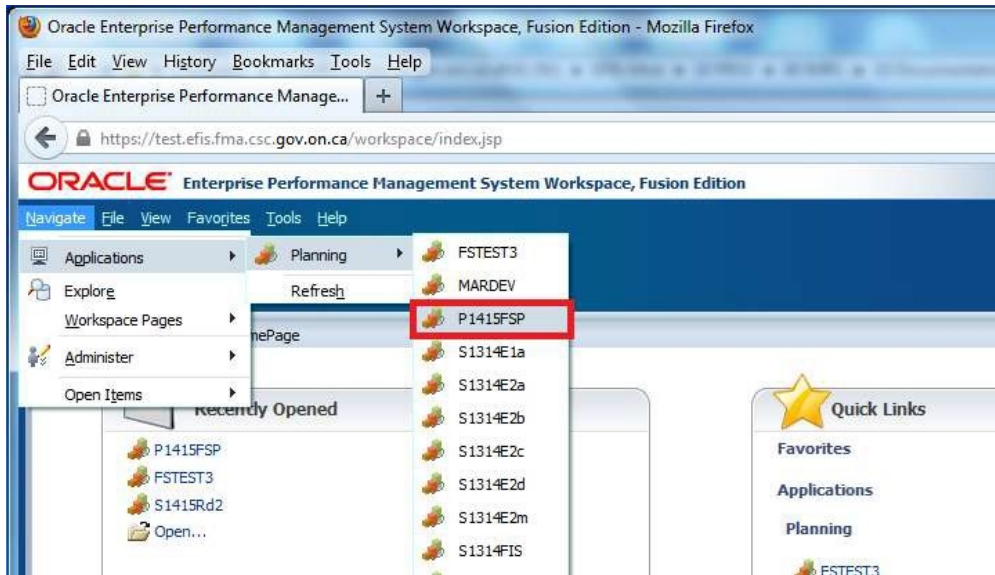 Oracle Enterprise Performance Management System Workspace, Fusion Edition - Mozilla Firefox
File Edit View History Bookmarks Tools Help
Oracle Enterprise Performance Manage... +
https://test.efis.fma.csc.gov.on.ca/workspace/index.jsp
ORACLE Enterprise Performance Management System Workspace, Fusion Edition
Navigate File View Favorites Tools Help
Applications
Explore
Workspace Pages
Administer
Open Items
Planning
Refresh
FSTEST3
MARDEV
P1415FSP
S1314E1a
S1314E2a
S1314E2b
S1314E2c
S1314E2d
S1314E2m
S1314FIS
mePage
Recently Opened
P1415FSP
FSTEST3
S1415Rd2
Open...
Quick Links
Favorites
Applications
Planning
FSTEST3